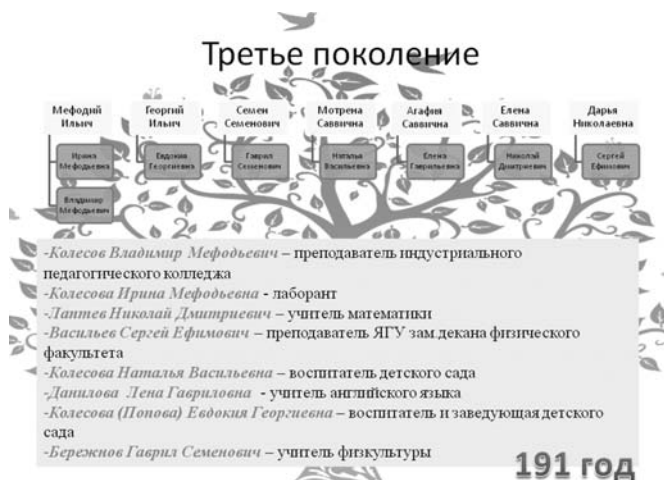 Третье поколение
Мефодий Ильич
Георгий Ильич
Семен Семенович
Мотрена Саввична
Агафия Саввична
Елена Саввична
Дарья Николаевна
Ирина Мефодьевна
Евдокия Георгиевна
Гаврил Семенович
Наталья Васильевна
Елена Гаврильевна
Николай Дмитриевич
Сергей Ефимович
Владимир Мефодьевич
-Колесов Владимир Мефодьевич – преподаватель индустриального
педагогического колледжа
-Колесова Ирина Мефодьевна - лаборант
-Лаптев Николай Дмитриевич – учитель математики
-Васильев Сергей Ефимович – преподаватель ЯГУ зам декана физического
факультета
-Колесова Наталья Васильевна – воспитатель детского сада
-Данилова Лена Гавриловна - учитель английского языка
-Колесова (Попова) Евдокия Георгиевна – воспитатель и заведующая детского
сада
-Бережнов Гаврил Семенович – учитель физкультуры
191 год